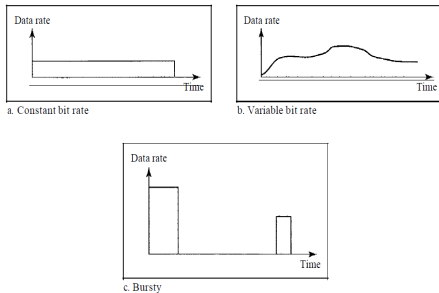 Data rate
Time
a. Constant bit rate
Data rate
Time
b. Variable bit rate
Data rate
Time
c. Bursty